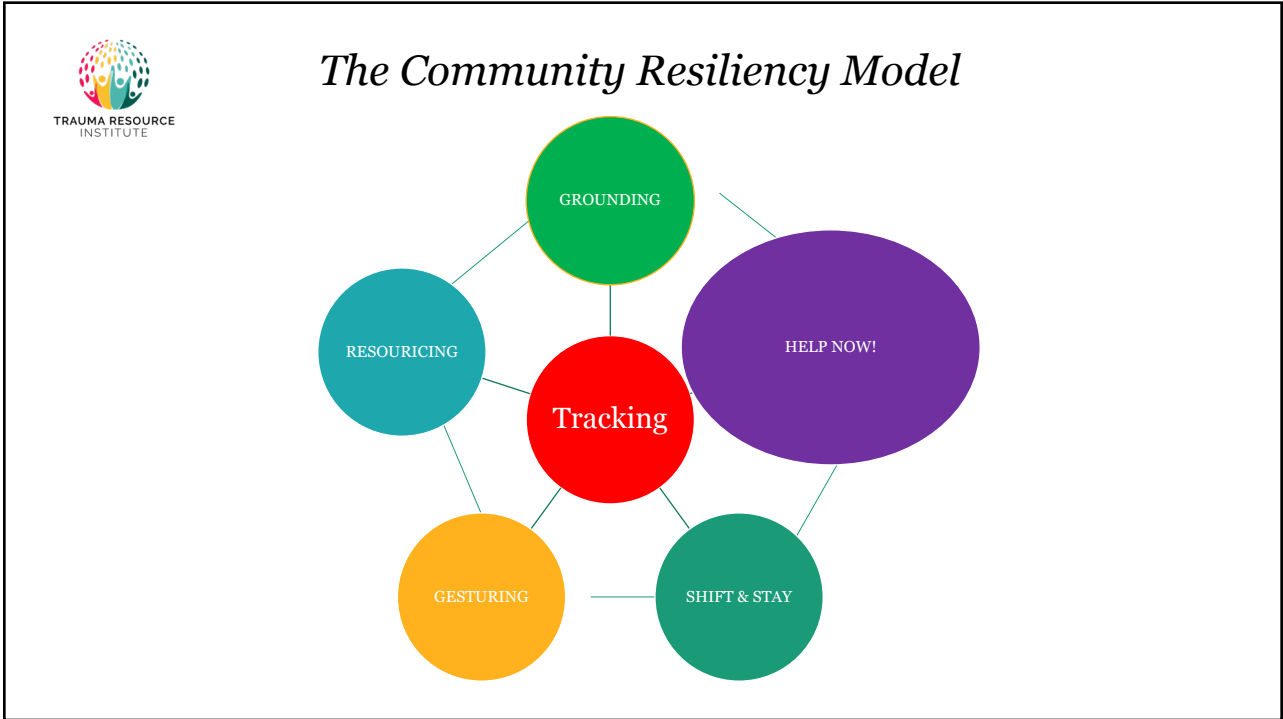 The Community Resiliency Model
TRAUMA RESOURCE
INSTITUTE
GROUNDING
HELP NOW!
RESOURICING
Tracking
GESTURING
SHIFT & STAY